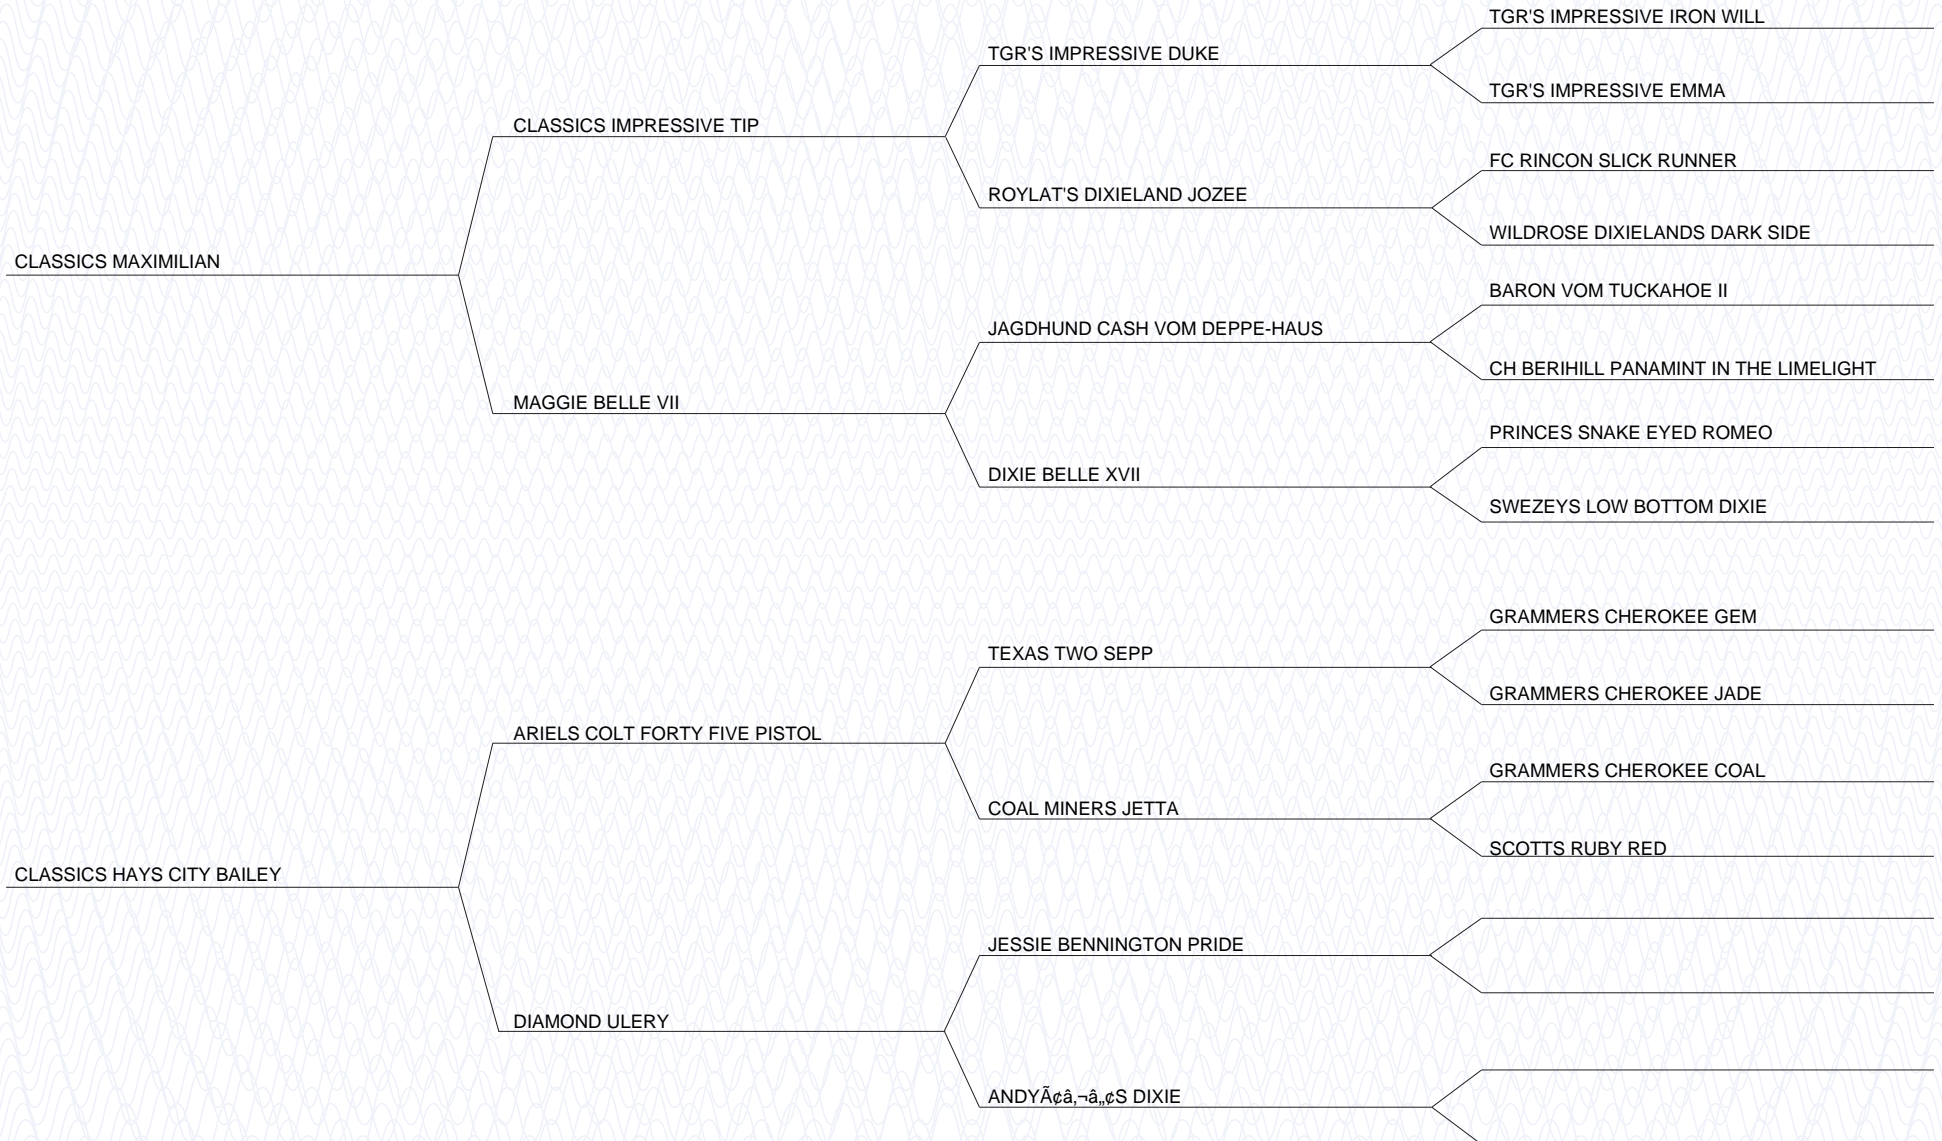 TGR'S IMPRESSIVE IRON WILL
TGR'S IMPRESSIVE DUKE
TGR'S IMPRESSIVE EMMA
CLASSICS IMPRESSIVE TIP
FC RINCON SLICK RUNNER
ROYLAT'S DIXIELAND JOZEE
WILDROSE DIXIELANDS DARK SIDE
CLASSICS MAXIMILIAN
BARON VOM TUCKAHOE II
JAGDHUND CASH VOM DEPPE-HAUS
CH BERIHILL PANAMINT IN THE LIMELIGHT
MAGGIE BELLE VII
PRINCES SNAKE EYED ROMEO
DIXIE BELLE XVII
SWEZEYS LOW BOTTOM DIXIE
GRAMMERS CHEROKEE GEM
TEXAS TWO SEPP
GRAMMERS CHEROKEE JADE
ARIELS COLT FORTY FIVE PISTOL
GRAMMERS CHEROKEE COAL
COAL MINERS JETTA
SCOTTS RUBY RED
CLASSICS HAYS CITY BAILEY
JESSIE BENNINGTON PRIDE
DIAMOND ULERY
ANDYÃ¢â‚¬â„¢S DIXIE